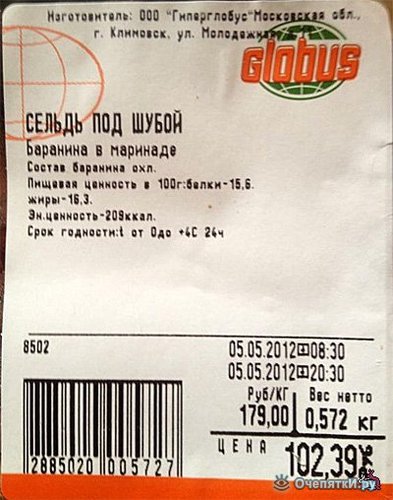 Изготовитель: ООО "Гиперглобус"Московская обл.,
г. Климовск, ул. Молодежная
Globus
СЕЛЬДЬ ПОД ШУБОЙ
Баранина в маринаде
Состав баранина охл.
Пищевая ценность в 100г:белки-15,6.
жиры-16,3.
Эн.ценность-209ккал.
Срок годности:t от 0до +4С 24ч
8502 05.05.2012 08:30
05.05.2012 20:30
Руб/КГ Вес нетто
179,00 0,572 кг
ЦЕНА 102,39
2885020 005727
ОчепяткИ.ру